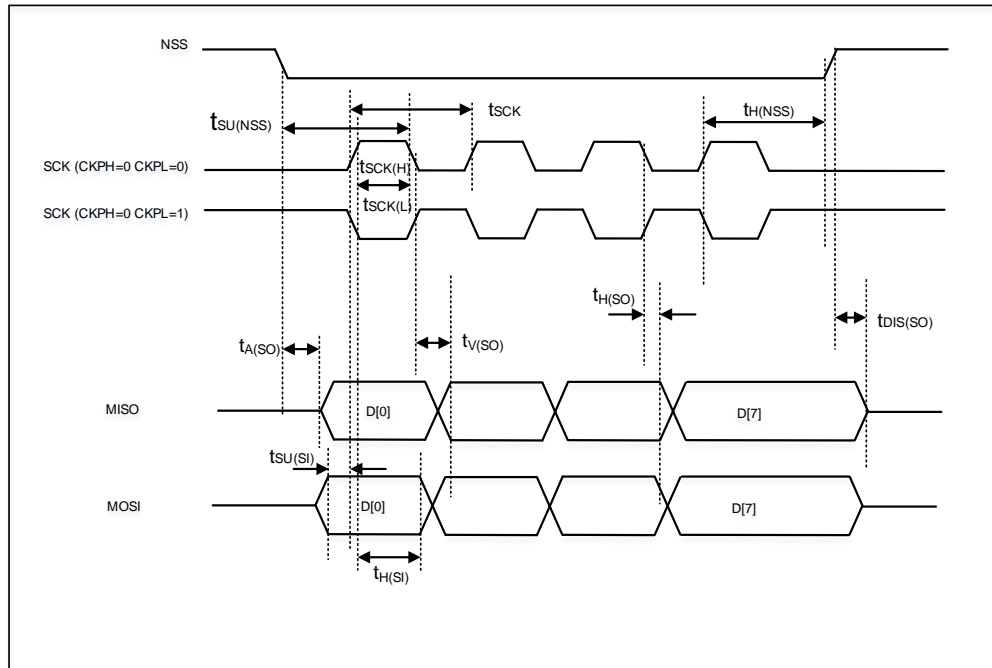 NSS
tSCK
tSU(NSS)
tH(NSS)
SCK (CKPH=0 CKPL=0)
tSCK(H)
tSCK(L)
SCK (CKPH=0 CKPL=1)
tH(SO)
tDIS(SO)
tA(SO)
tV(SO)
MISO
D[0]
D[7]
tSU(SI)
MOSI
D[0]
D[7]
tH(SI)